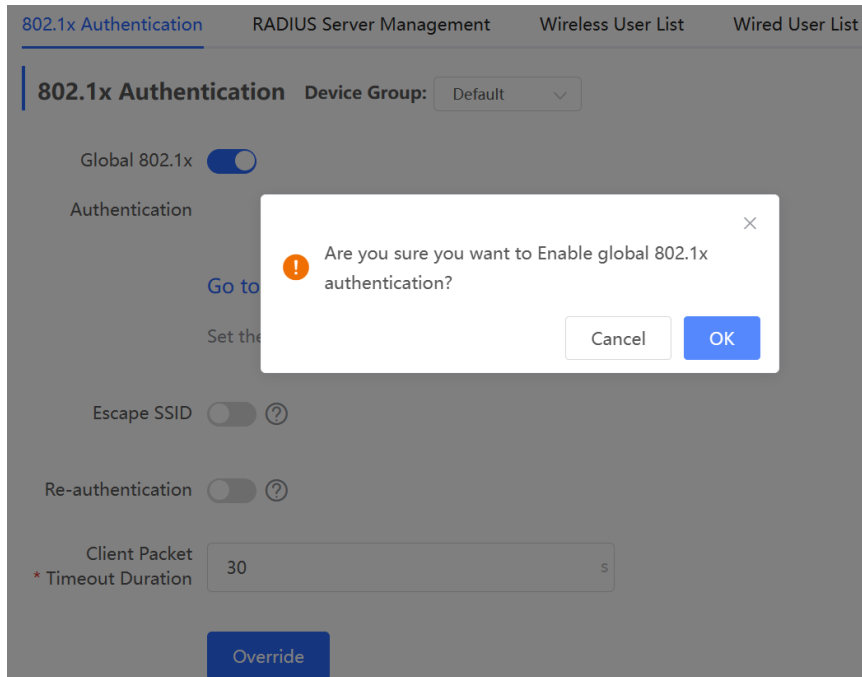 802.1x Authentication RADIUS Server Management Wireless User List Wired User List
802.1x Authentication Device Group: Default
Global 802.1x
Authentication
Are you sure you want to Enable global 802.1x
authentication?
Go to
Cancel OK
Set the
Escape SSID
Re-authentication
Client Packet
* Timeout Duration 30 s
Override